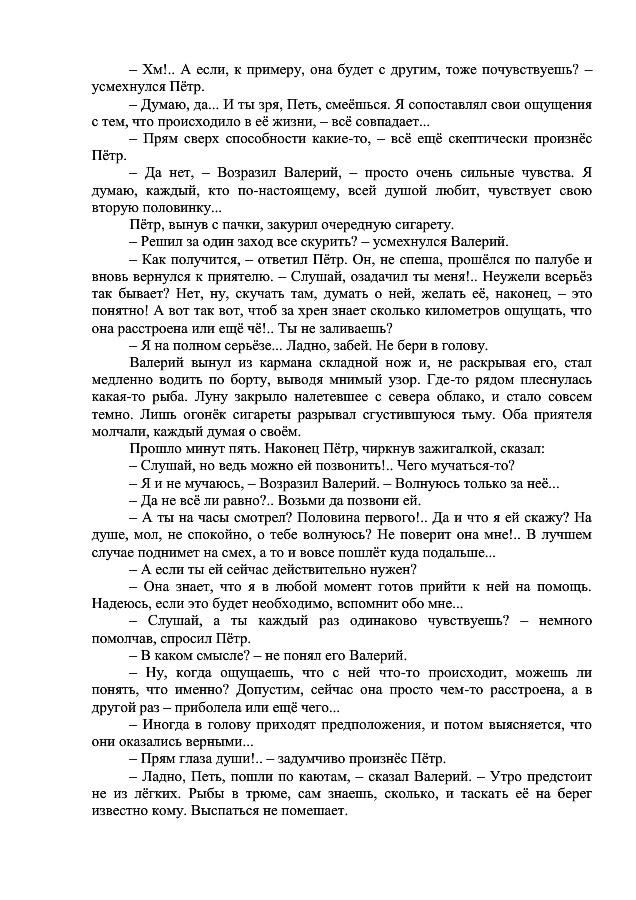 – Хм!.. А если, к примеру, она будет с другим, тоже почувствуешь? –
усмехнулся Пётр.
– Думаю, да... И ты зря, Петь, смеёшься. Я сопоставлял свои ощущения
с тем, что происходило в её жизни, – всё совпадает...
– Прям сверх способности какие-то, – всё ещё скептически произнёс
Пётр.
– Да нет, – Возразил Валерий, – просто очень сильные чувства. Я
думаю, каждый, кто по-настоящему, всей душой любит, чувствует свою
вторую половинку...
Пётр, вынув с пачки, закурил очередную сигарету.
– Решил за один заход все скурить? – усмехнулся Валерий.
– Как получится, – ответил Пётр. Он, не спеша, прошёлся по палубе и
вновь вернулся к приятелю. – Слушай, озадачил ты меня!.. Неужели всерьёз
так бывает? Нет, ну, скучать там, думать о ней, желать её, наконец, – это
понятно! А вот так вот, чтоб за хрен знает сколько километров ощущать, что
она расстроена или ещё чё!.. Ты не заливаешь?
– Я на полном серьёзе... Ладно, забей. Не бери в голову.
Валерий вынул из кармана складной нож и, не раскрывая его, стал
медленно водить по борту, выводя мнимый узор. Где-то рядом плеснулась
какая-то рыба. Луну закрыло налетевшее с севера облако, и стало совсем
темно. Лишь огонёк сигареты разрывал сгустившуюся тьму. Оба приятеля
молчали, каждый думая о своём.
Прошло минут пять. Наконец Пётр, чиркнув зажигалкой, сказал:
– Слушай, но ведь можно ей позвонить!.. Чего мучаться-то?
– Я и не мучаюсь, – Возразил Валерий. – Волнуюсь только за неё...
– Да не всё ли равно?.. Возьми да позвони ей.
– А ты на часы смотрел? Половина первого!.. Да и что я ей скажу? На
душе, мол, не спокойно, о тебе волнуюсь? Не поверит она мне!.. В лучшем
случае поднимет на смех, а то и вовсе пошлёт куда подальше...
– А если ты ей сейчас действительно нужен?
– Она знает, что я в любой момент готов прийти к ней на помощь.
Надеюсь, если это будет необходимо, вспомнит обо мне...
– Слушай, а ты каждый раз одинаково чувствуешь? – немного
помолчав, спросил Пётр.
– В каком смысле? – не понял его Валерий.
– Ну, когда ощущаешь, что с ней что-то происходит, можешь ли
понять, что именно? Допустим, сейчас она просто чем-то расстроена, а в
другой раз – приболела или ещё чего...
– Иногда в голову приходят предположения, и потом выясняется, что
они оказались верными...
– Прям глаза души!.. – задумчиво произнёс Пётр.
– Ладно, Петь, пошли по каютам, – сказал Валерий. – Утро предстоит
не из лёгких. Рыбы в трюме, сам знаешь, сколько, и таскать её на берег
известно кому. Выспаться не помешает.